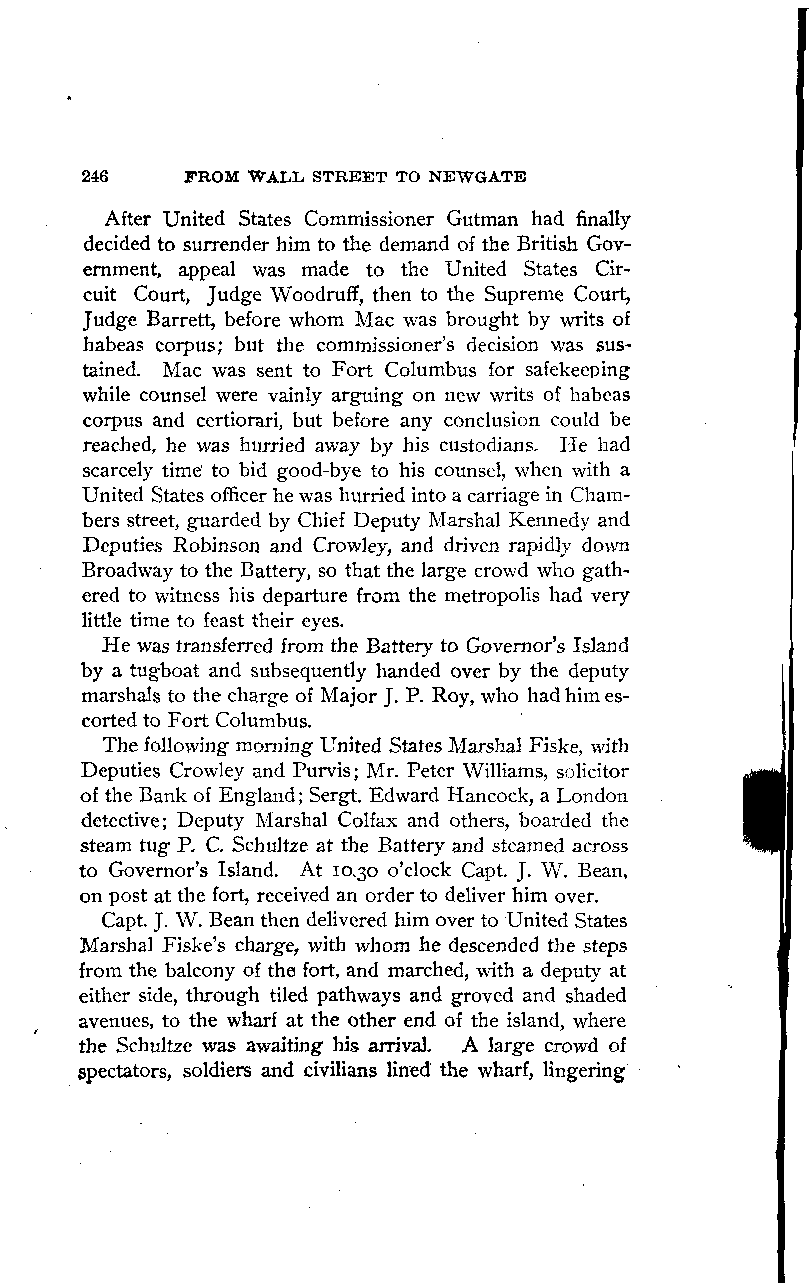 246 FROM WALL STREET TO NEWGATE
After United States Commissioner Gutman had finally
decided to surrender him to the demand of the British Gov-
ernment, appeal was made to the United States Cir-
cuit Court, Judge Woodruff, then to the Supreme Court,
Judge Barrett, before whom Mac was brought by writs of
habeas corpus; but the commissioner's decision was sus-
tained. Mac was sent to Fort Columbus for safekeeping
while counsel were vainly arguing on new writs of habeas
corpus and certiorari, but before any conclusion could be
reached, he was hurried away by his custodians. He had
scarcely time to bid good-bye to his counsel, when with a
United States officer he was hurried into a carriage in Cham-
bers street, guarded by Chief Deputy Marshal Kennedy and
Deputies Robinson and Crowley, and driven rapidly down
Broadway to the Battery, so that the large crowd who gath-
ered to witness his departure from the metropolis had very
little time to feast their eyes.
He was transferred from the Battery to Governor's Island
by a tugboat and subsequently handed over by the deputy
marshals to the charge of Major J. P. Roy, who had him es-
corted to Fort Columbus.
The following morning United States Marshal Fiske, with
Deputies Crowley and Purvis; Mr. Peter Williams, solicitor
of the Bank of England; Sergt. Edward Hancock, a London
detective; Deputy Marshal Colfax and others, boarded the
steam tug P. C. Schultze at the Battery and steamed across
to Governor's Island. At 10.30 o'clock Capt. J. W. Bean,
on post at the fort, received an order to deliver him over.
Capt. J. W. Bean then delivered him over to United States
Marshal Fiske's charge, with whom he descended the steps
from the balcony of the fort, and marched, with a deputy at
either side, through tiled pathways and groved and shaded
avenues, to the wharf at the other end of the island, where
the Schultze was awaiting his arrival. A large crowd of
spectators, soldiers and civilians lined the wharf, lingering